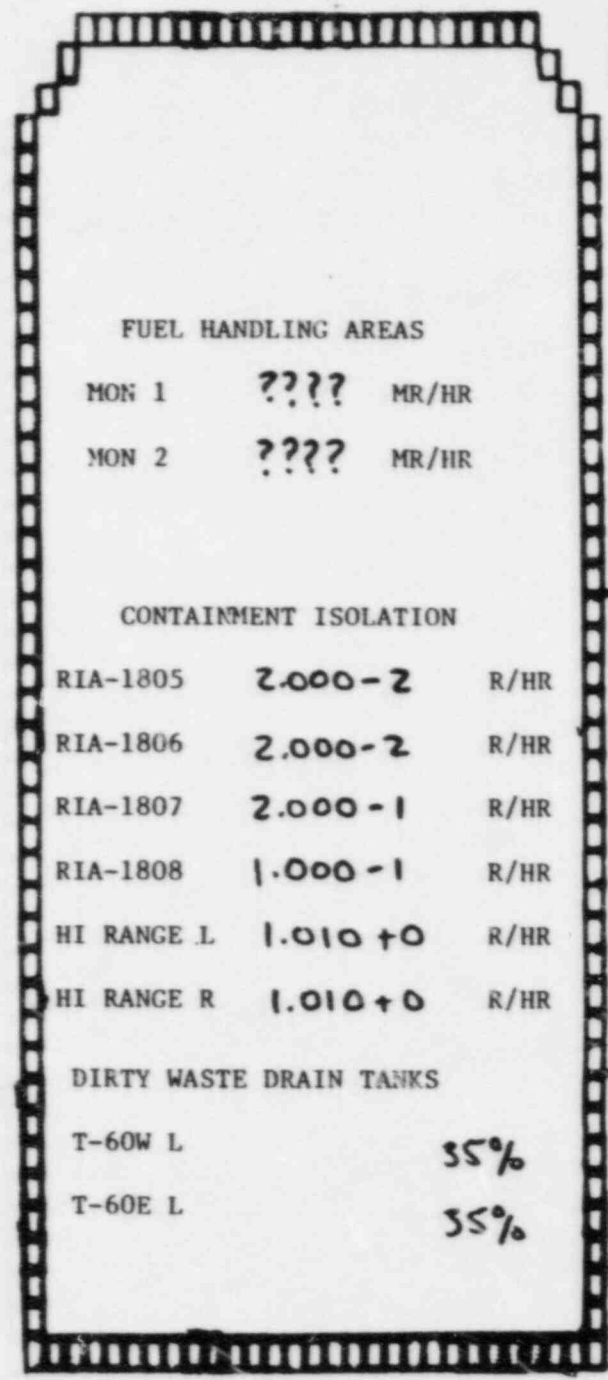 FUEL HANDLING AREAS
MON 1 ???? MR/HR
MON 2 ???? MR/HR
CONTAINMENT ISOLATION
RIA-1805 2.000-2 R/HR
RIA-1806 2.000-2 R/HR
RIA-1807 2.000-1 R/HR
RIA-1808 1.000-1 R/HR
HI RANGE L 1.010+0 R/HR
HI RANGE R 1.010+0 R/HR
DIRTY WASTE DRAIN TANKS
T-60W L 35%
T-60E L 35%